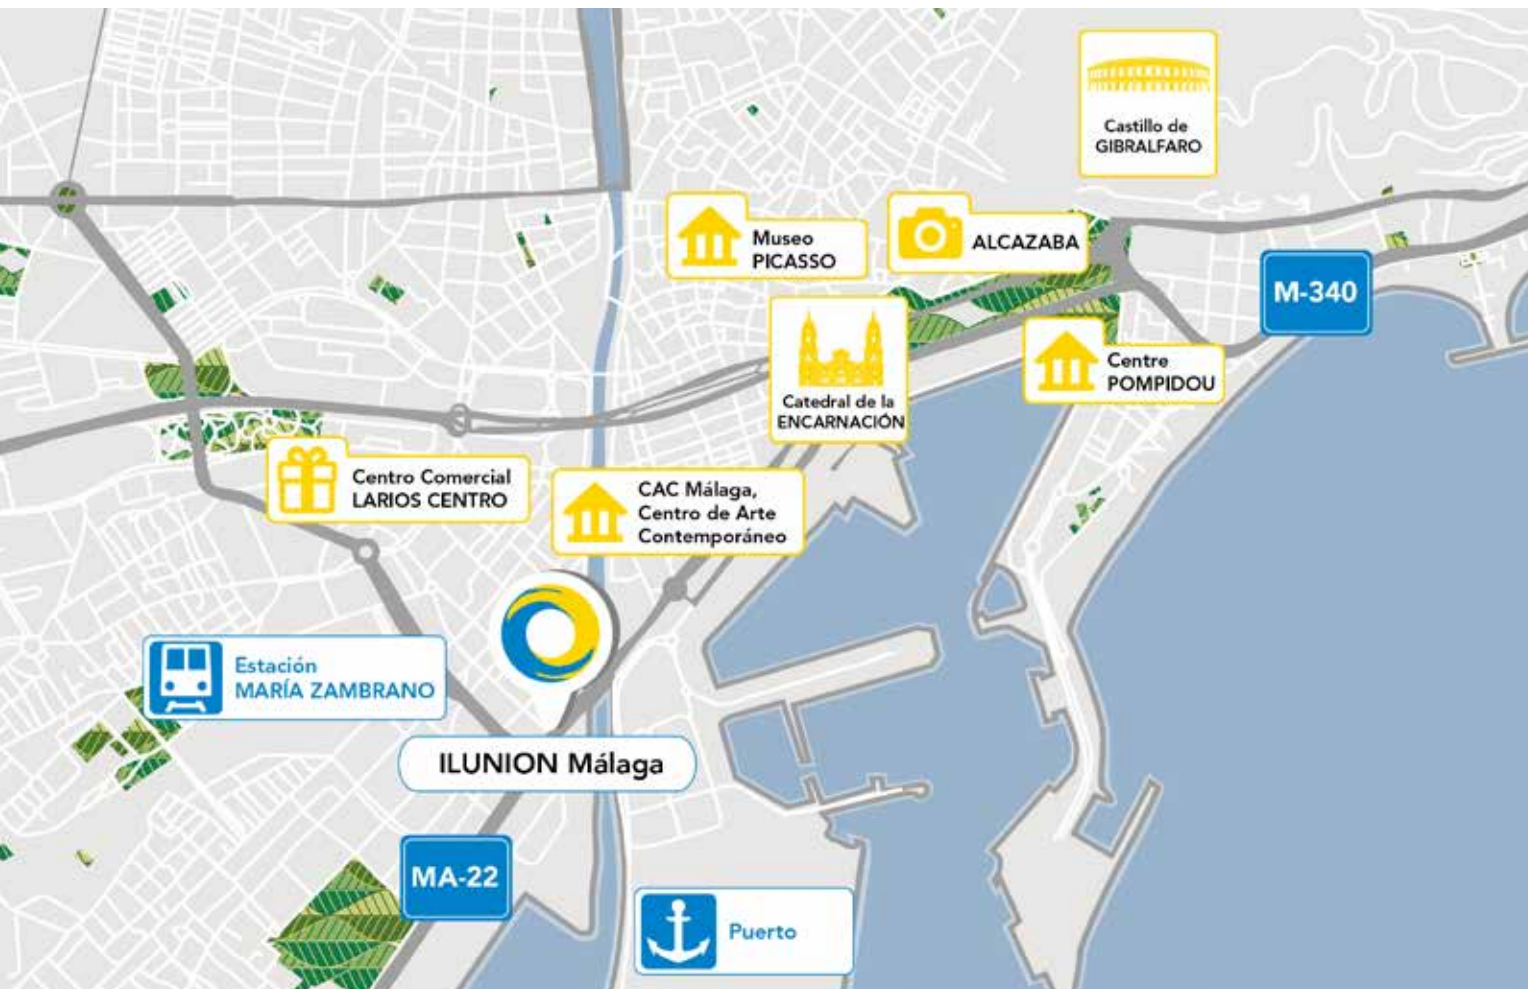 Castillo de
GIBRALFARO
Museo
PICASSO
ALCAZABA
M-340
Centre
POMPIDOU
Catedral de la
ENCARNACIÓN
Centro Comercial
LARIOS CENTRO
CAC Málaga,
Centro de Arte
Contemporáneo
Estación
MARÍA ZAMBRANO
ILUNION Málaga
MA-22
Puerto